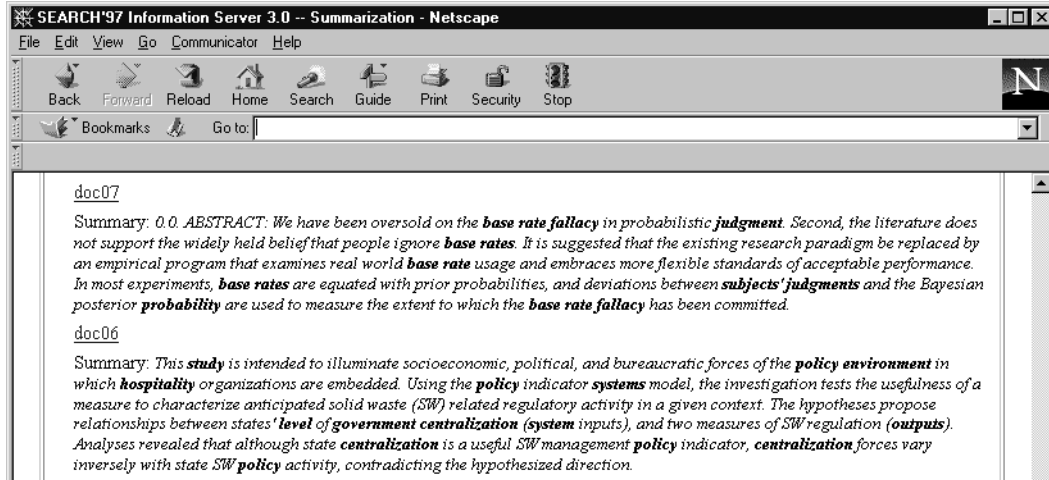 SEARCH'97 Information Server 3.0 -- Summarization - Netscape
File Edit View Go Communicator Help
Back Forward Reload Home Search Guide Print Security Stop
N
Bookmarks Go to:
doc07
Summary: 0.0. ABSTRACT: We have been oversold on the base rate fallacy in probabilistic judgment. Second, the literature does
not support the widely held belief that people ignore base rates. It is suggested that the existing research paradigm be replaced by
an empirical program that examines real world base rate usage and embraces more flexible standards of acceptable performance.
In most experiments, base rates are equated with prior probabilities, and deviations between subjects' judgments and the Bayesian
posterior probability are used to measure the extent to which the base rate fallacy has been committed.
doc06
Summary: This study is intended to illuminate socioeconomic, political, and bureaucratic forces of the policy environment in
which hospitality organizations are embedded. Using the policy indicator systems model, the investigation tests the usefulness of a
measure to characterize anticipated solid waste (SW) related regulatory activity in a given context. The hypotheses propose
relationships between states' level of government centralization (system inputs), and two measures of SW regulation (outputs).
Analyses revealed that although state centralization is a useful SW management policy indicator, centralization forces vary
inversely with state SW policy activity, contradicting the hypothesized direction.